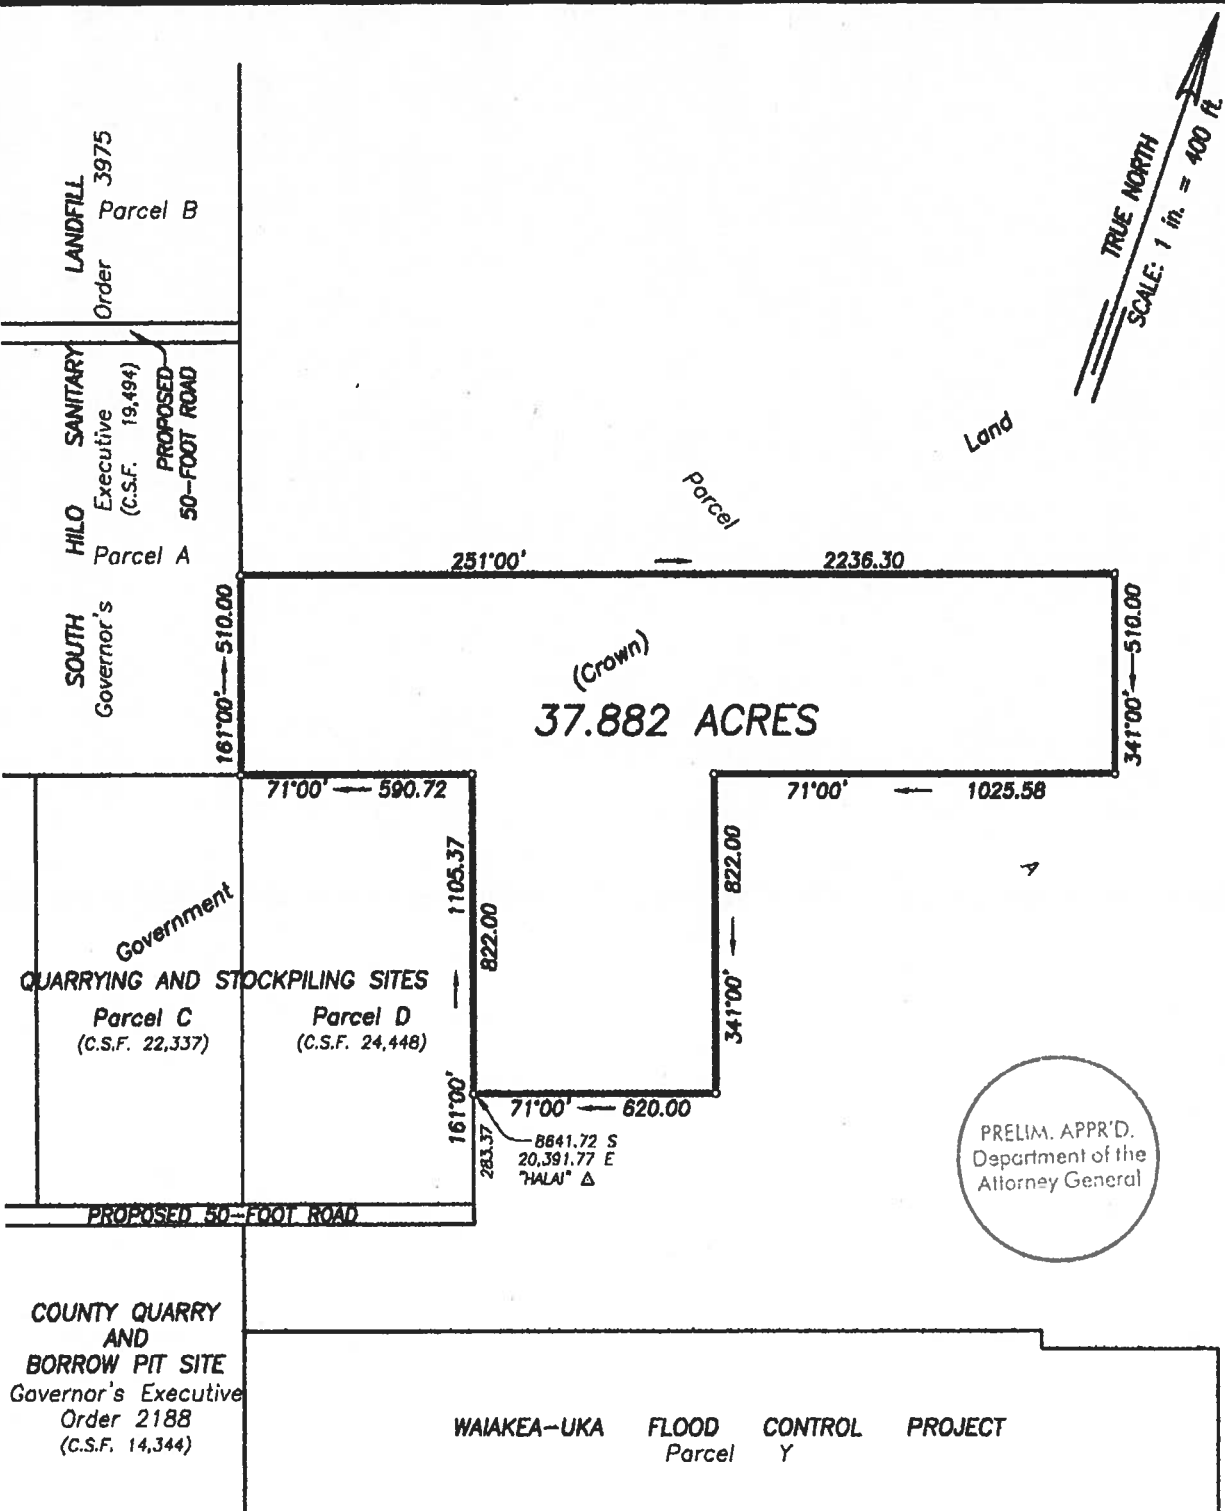 TRUE NORTH
SCALE: 1 in. = 400 ft.
SOUTH HILO SANITARY LANDFILL
Governor's Executive Order 3975
(C.S.F. 19,494)
Parcel A
Parcel B
PROPOSED
50-FOOT ROAD
Land
Parcel
251°00' 2236.30
161°00' 510.00
341°00' 510.00
(Crown)
37.882 ACRES
71°00' 590.72
71°00' 1025.58
A
1105.37
822.00
161°00'
341°00' 822.00
Government
QUARRYING AND STOCKPILING SITES
Parcel C
(C.S.F. 22,337)
Parcel D
(C.S.F. 24,448)
71°00' 620.00
283.37
8641.72 S
20,391.77 E
"HALAI" △
PRELIM. APPR'D.
Department of the
Attorney General
PROPOSED 50-FOOT ROAD
COUNTY QUARRY
AND
BORROW PIT SITE
Governor's Executive
Order 2188
(C.S.F. 14,344)
WAIAKEA-UKA FLOOD CONTROL PROJECT
Parcel Y